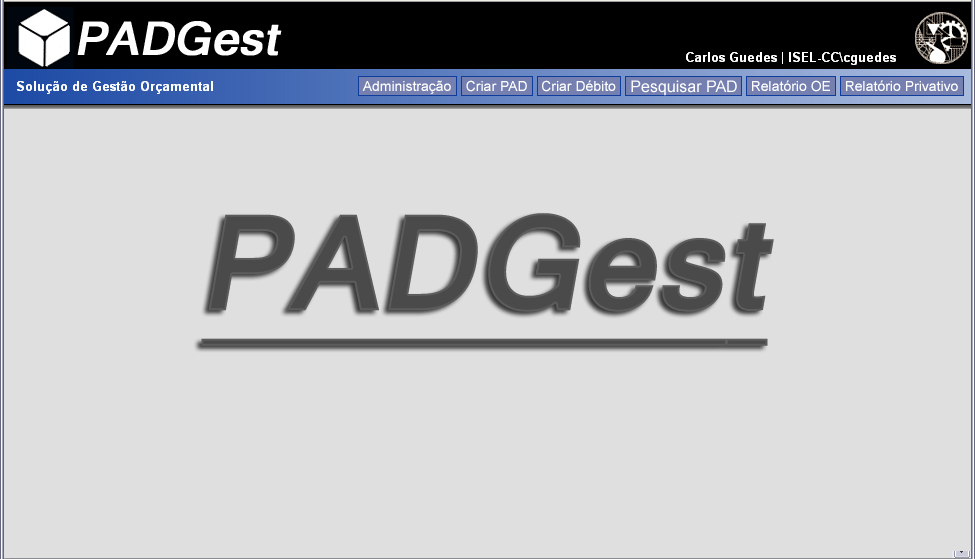 PADGest
Carlos Guedes | ISEL-CC\cguedes
Solução de Gestão Orçamental
Administração
Criar PAD
Criar Débito
Pesquisar PAD
Relatório OE
Relatório Privativo
PADGest